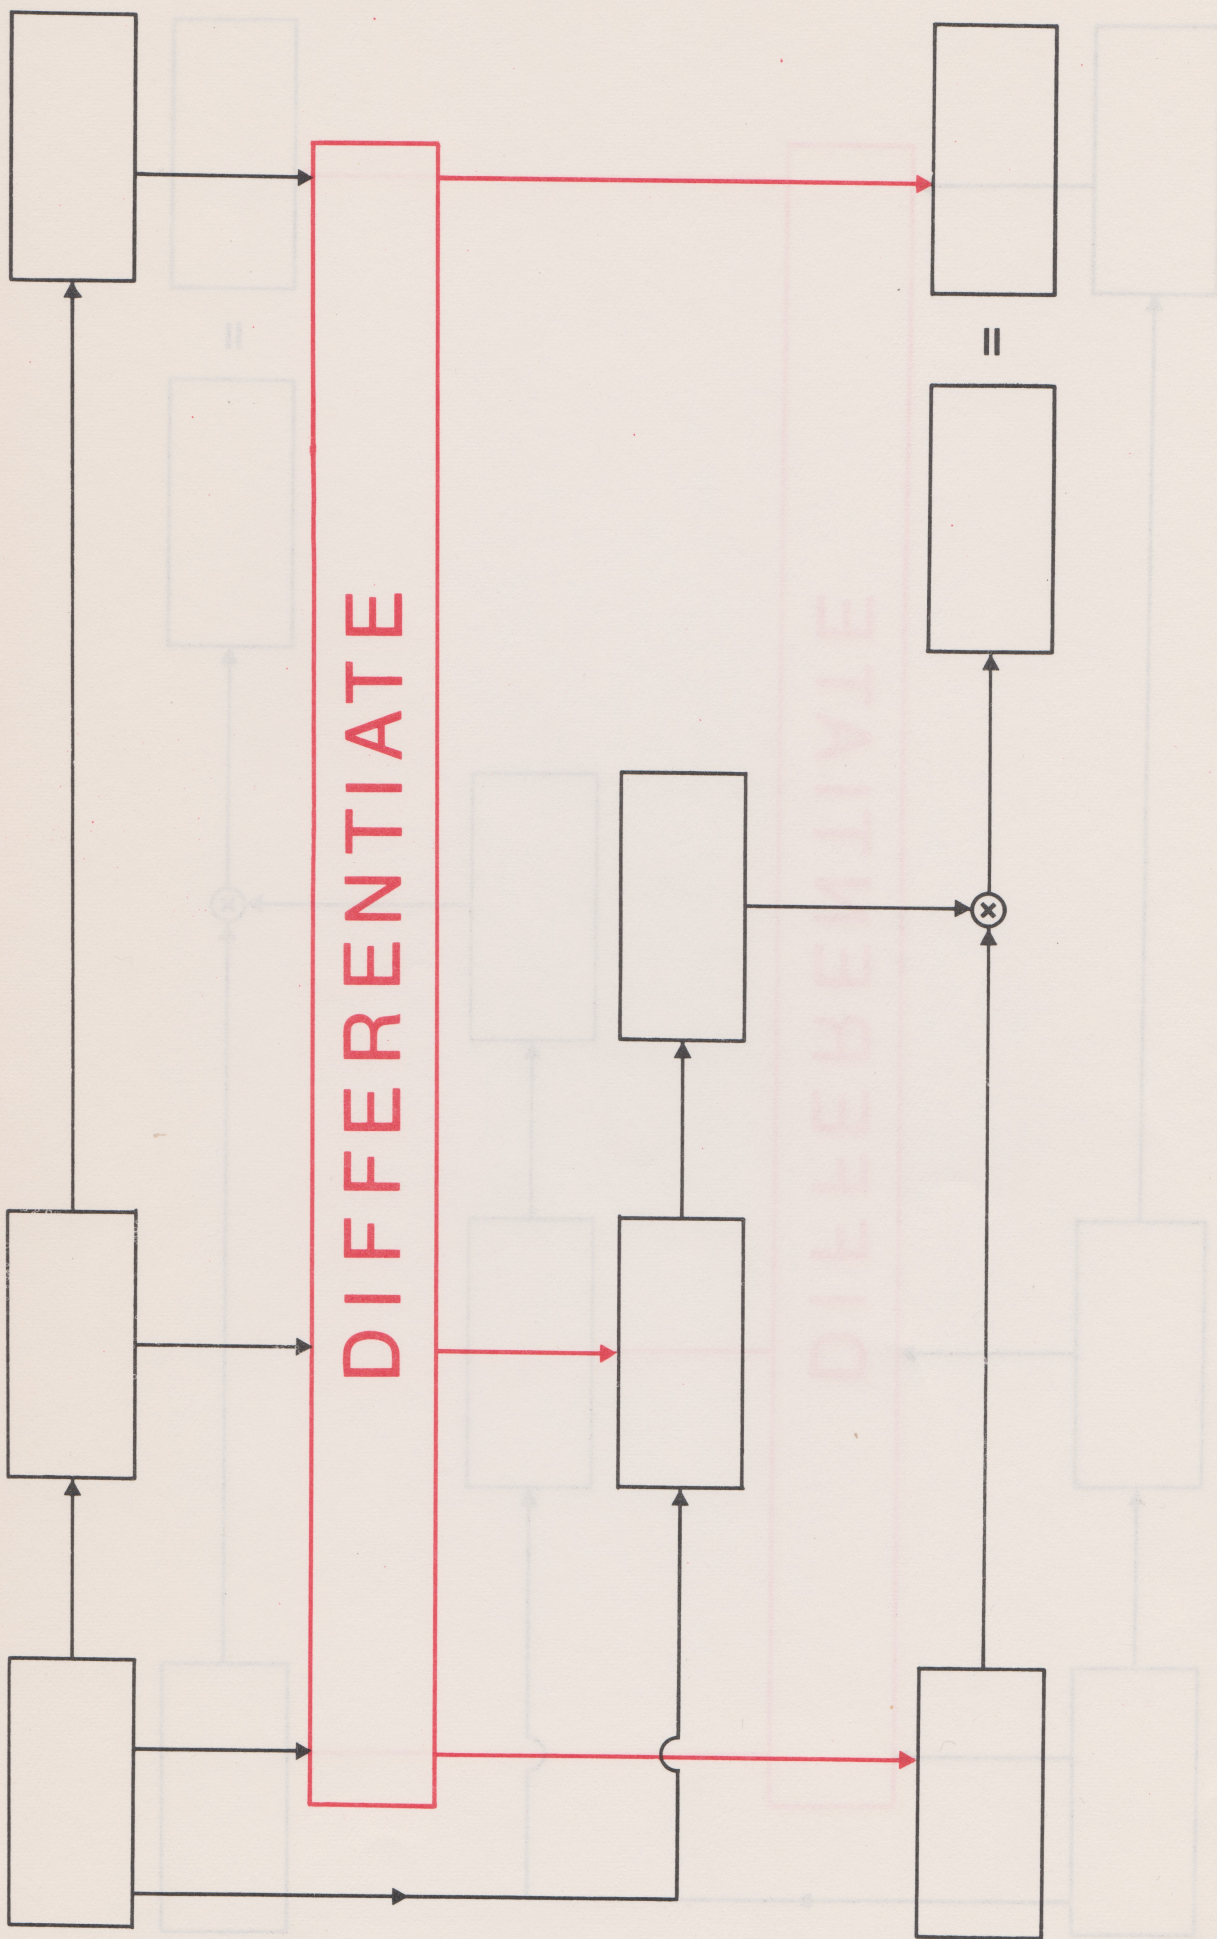 DIFFERENTIATE
=
×